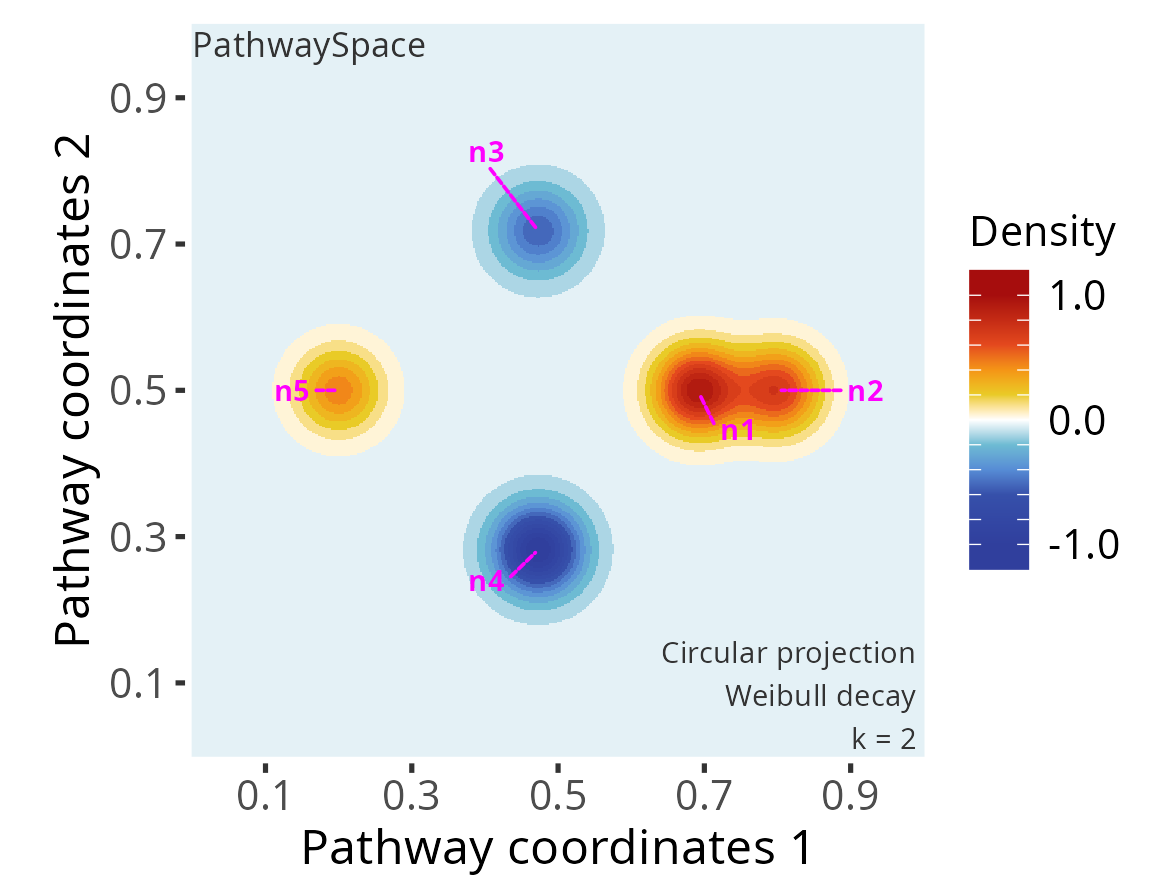 PathwaySpace
Pathway coordinates 2
0.9
0.7
0.5
0.3
0.1
n3
n5
n2
n1
n4
Circular projection
Weibull decay
k = 2
0.1
0.3
0.5
0.7
0.9
Pathway coordinates 1
Density
1.0
0.0
-1.0